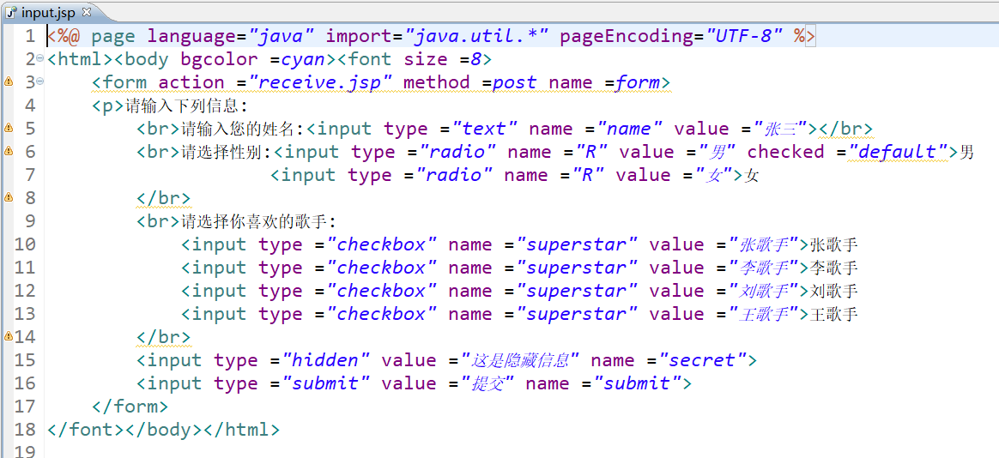 input.jsp
1 <%@ page language="java" import="java.util.*" pageEncoding="UTF-8" %>
2 <html><body bgcolor =cyan><font size =8>
3 <form action ="receive.jsp" method =post name =form>
4 <p>请输入下列信息:
5 <br>请输入您的姓名:<input type ="text" name ="name" value ="张三"></br>
6 <br>请选择性别:<input type ="radio" name ="R" value ="男" checked ="default">男
7 <input type ="radio" name ="R" value ="女">女
8 </br>
9 <br>请选择你喜欢的歌手:
10 <input type ="checkbox" name ="superstar" value ="张歌手">张歌手
11 <input type ="checkbox" name ="superstar" value ="李歌手">李歌手
12 <input type ="checkbox" name ="superstar" value ="刘歌手">刘歌手
13 <input type ="checkbox" name ="superstar" value ="王歌手">王歌手
14 </br>
15 <input type ="hidden" value ="这是隐藏信息" name ="secret">
16 <input type ="submit" value ="提交" name ="submit">
17 </form>
18 </font></body></html>
19